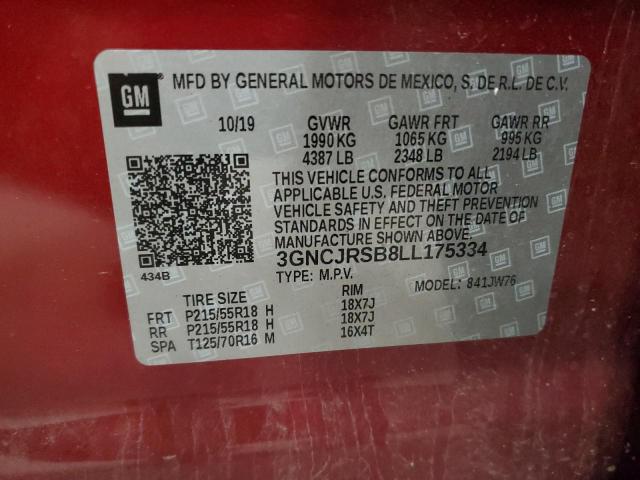 GM
MFD BY GENERAL MOTORS DE MEXICO, S. DE R.L. DE C.V.
10/19 GVWR GAWR FRT GAWR RR
1990 KG 1065 KG 995 KG
4387 LB 2348 LB 2194 LB
THIS VEHICLE CONFORMS TO ALL
APPLICABLE U.S. FEDERAL MOTOR
VEHICLE SAFETY AND THEFT PREVENTION
STANDARDS IN EFFECT ON THE DATE OF
MANUFACTURE SHOWN ABOVE.
434B
3GNCJRSB8LL175334
TYPE: M.P.V. MODEL: 841JW76
TIRE SIZE RIM
FRT P215/55R18 H 18X7J
RR P215/55R18 H 18X7J
SPA T125/70R16 M 16X4T